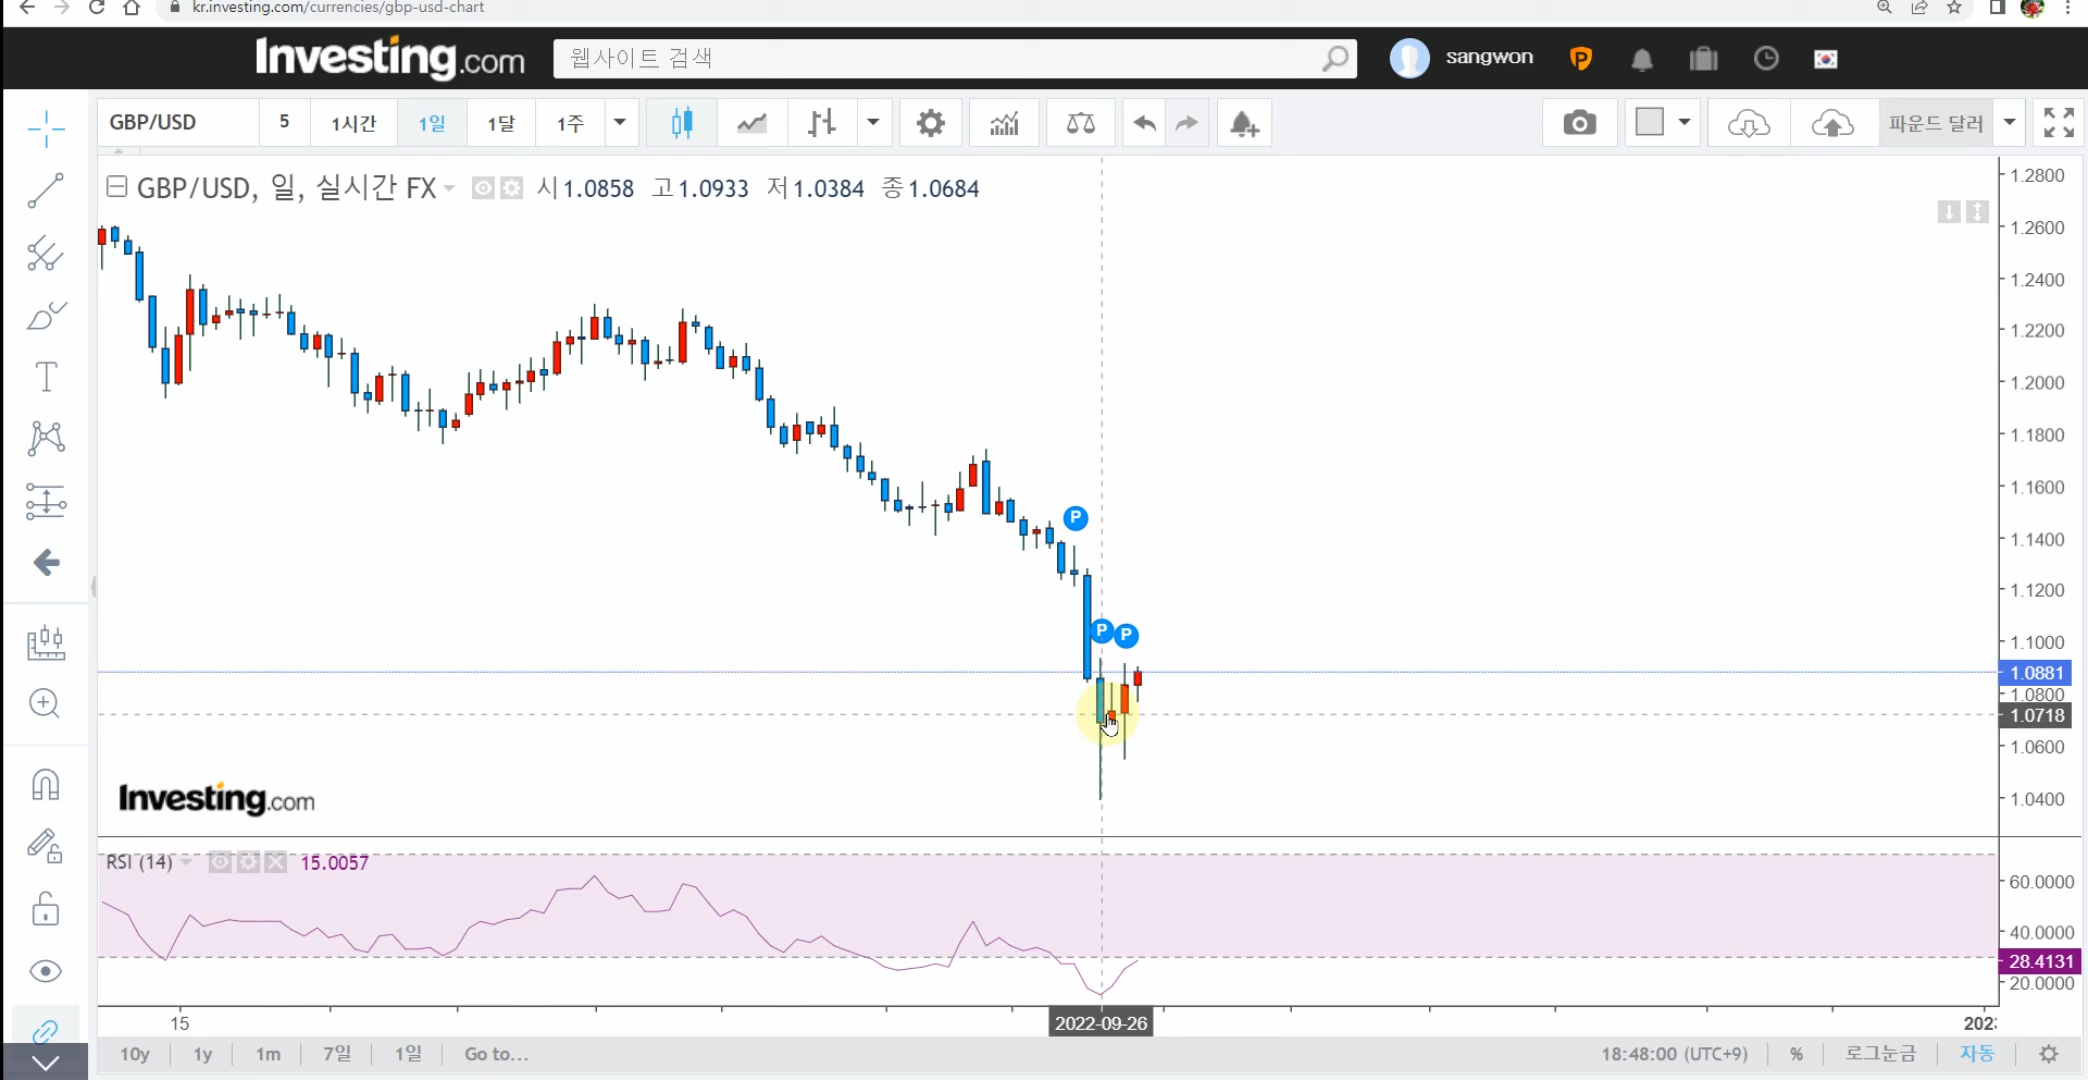 kr.investing.com/currencies/gbp-usd-chart
Investing.com 웹사이트 검색 sangwon
GBP/USD 5 1시간 1일 1달 1주 파운드 달러
GBP/USD, 일, 실시간 FX 시1.0858 고1.0933 저1.0384 종1.0684
1.2800
1.2600
1.2400
1.2200
1.2000
1.1800
1.1600
1.1400
1.1200
1.1000
1.0881
1.0800
1.0718
1.0600
1.0400
P
P P
Investing.com
RSI (14) 15.0057
60.0000
40.0000
28.4131
20.0000
15 2022-09-26
10y 1y 1m 7일 1일 Go to... 18:48:00 (UTC+9) % 로그눈금 자동